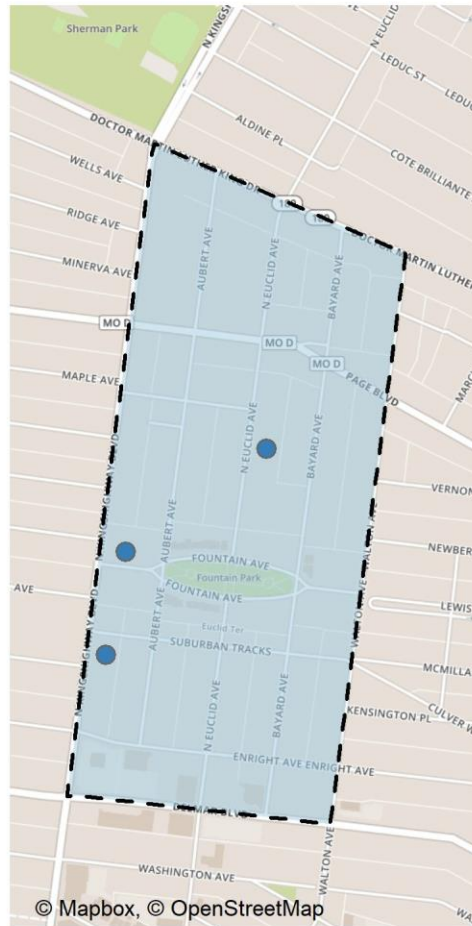 Sherman Park
N EUCLID
LEDUC ST
ALDINE PL
COTE BRILLIANTE
WELLS AVE
RIDGE AVE
MINERVA AVE
AUBERT AVE
N EUCLID AVE
BAYARD AVE
DOCTOR MARTIN LUTHER
MO D
MO D
MO D
PAGE BLVD
MAPLE AVE
N EUCLID AVE
BAYARD AVE
AUBERT AVE
VERNON
FOUNTAIN AVE
Fountain Park
FOUNTAIN AVE
NEWBER
AVE
LEWIS
AUBERT AVE
Euclid Ter
SUBURBAN TRACKS
MCMILLA
N EUCLID AVE
BAYARD AVE
KENSINGTON PL
CULVER W
ENRIGHT AVE ENRIGHT AVE
WALTON AVE
WASHINGTON AVE
© Mapbox, © OpenStreetMap